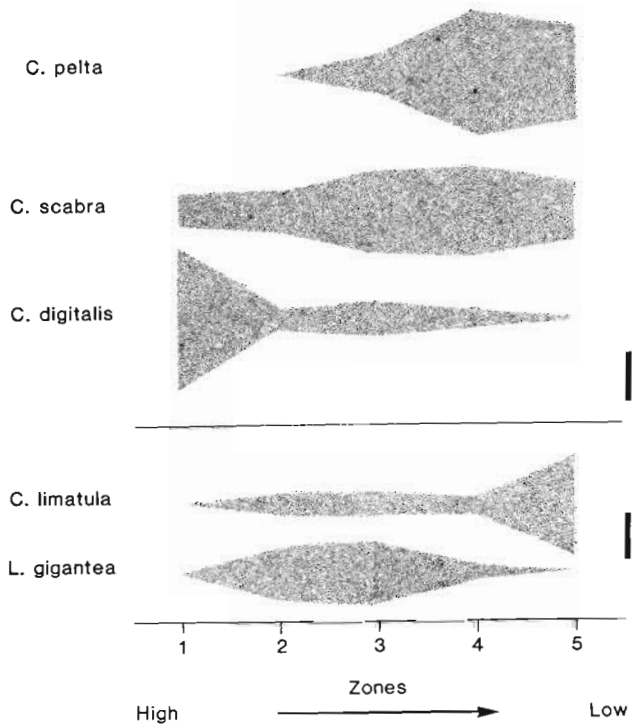 C. pelta
C. scabra
C. digitalis
C. limatula
L. gigantea
1 2 3 4 5
Zones
High Low